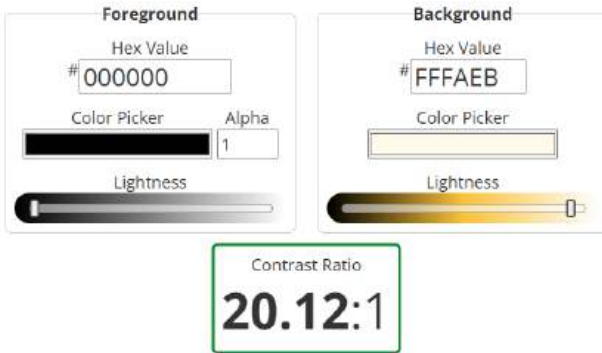 Foreground
Hex Value
# 000000
Color Picker
Alpha
1
Lightness
Background
Hex Value
# FFFAEB
Color Picker
Lightness
Contrast Ratio
20.12:1